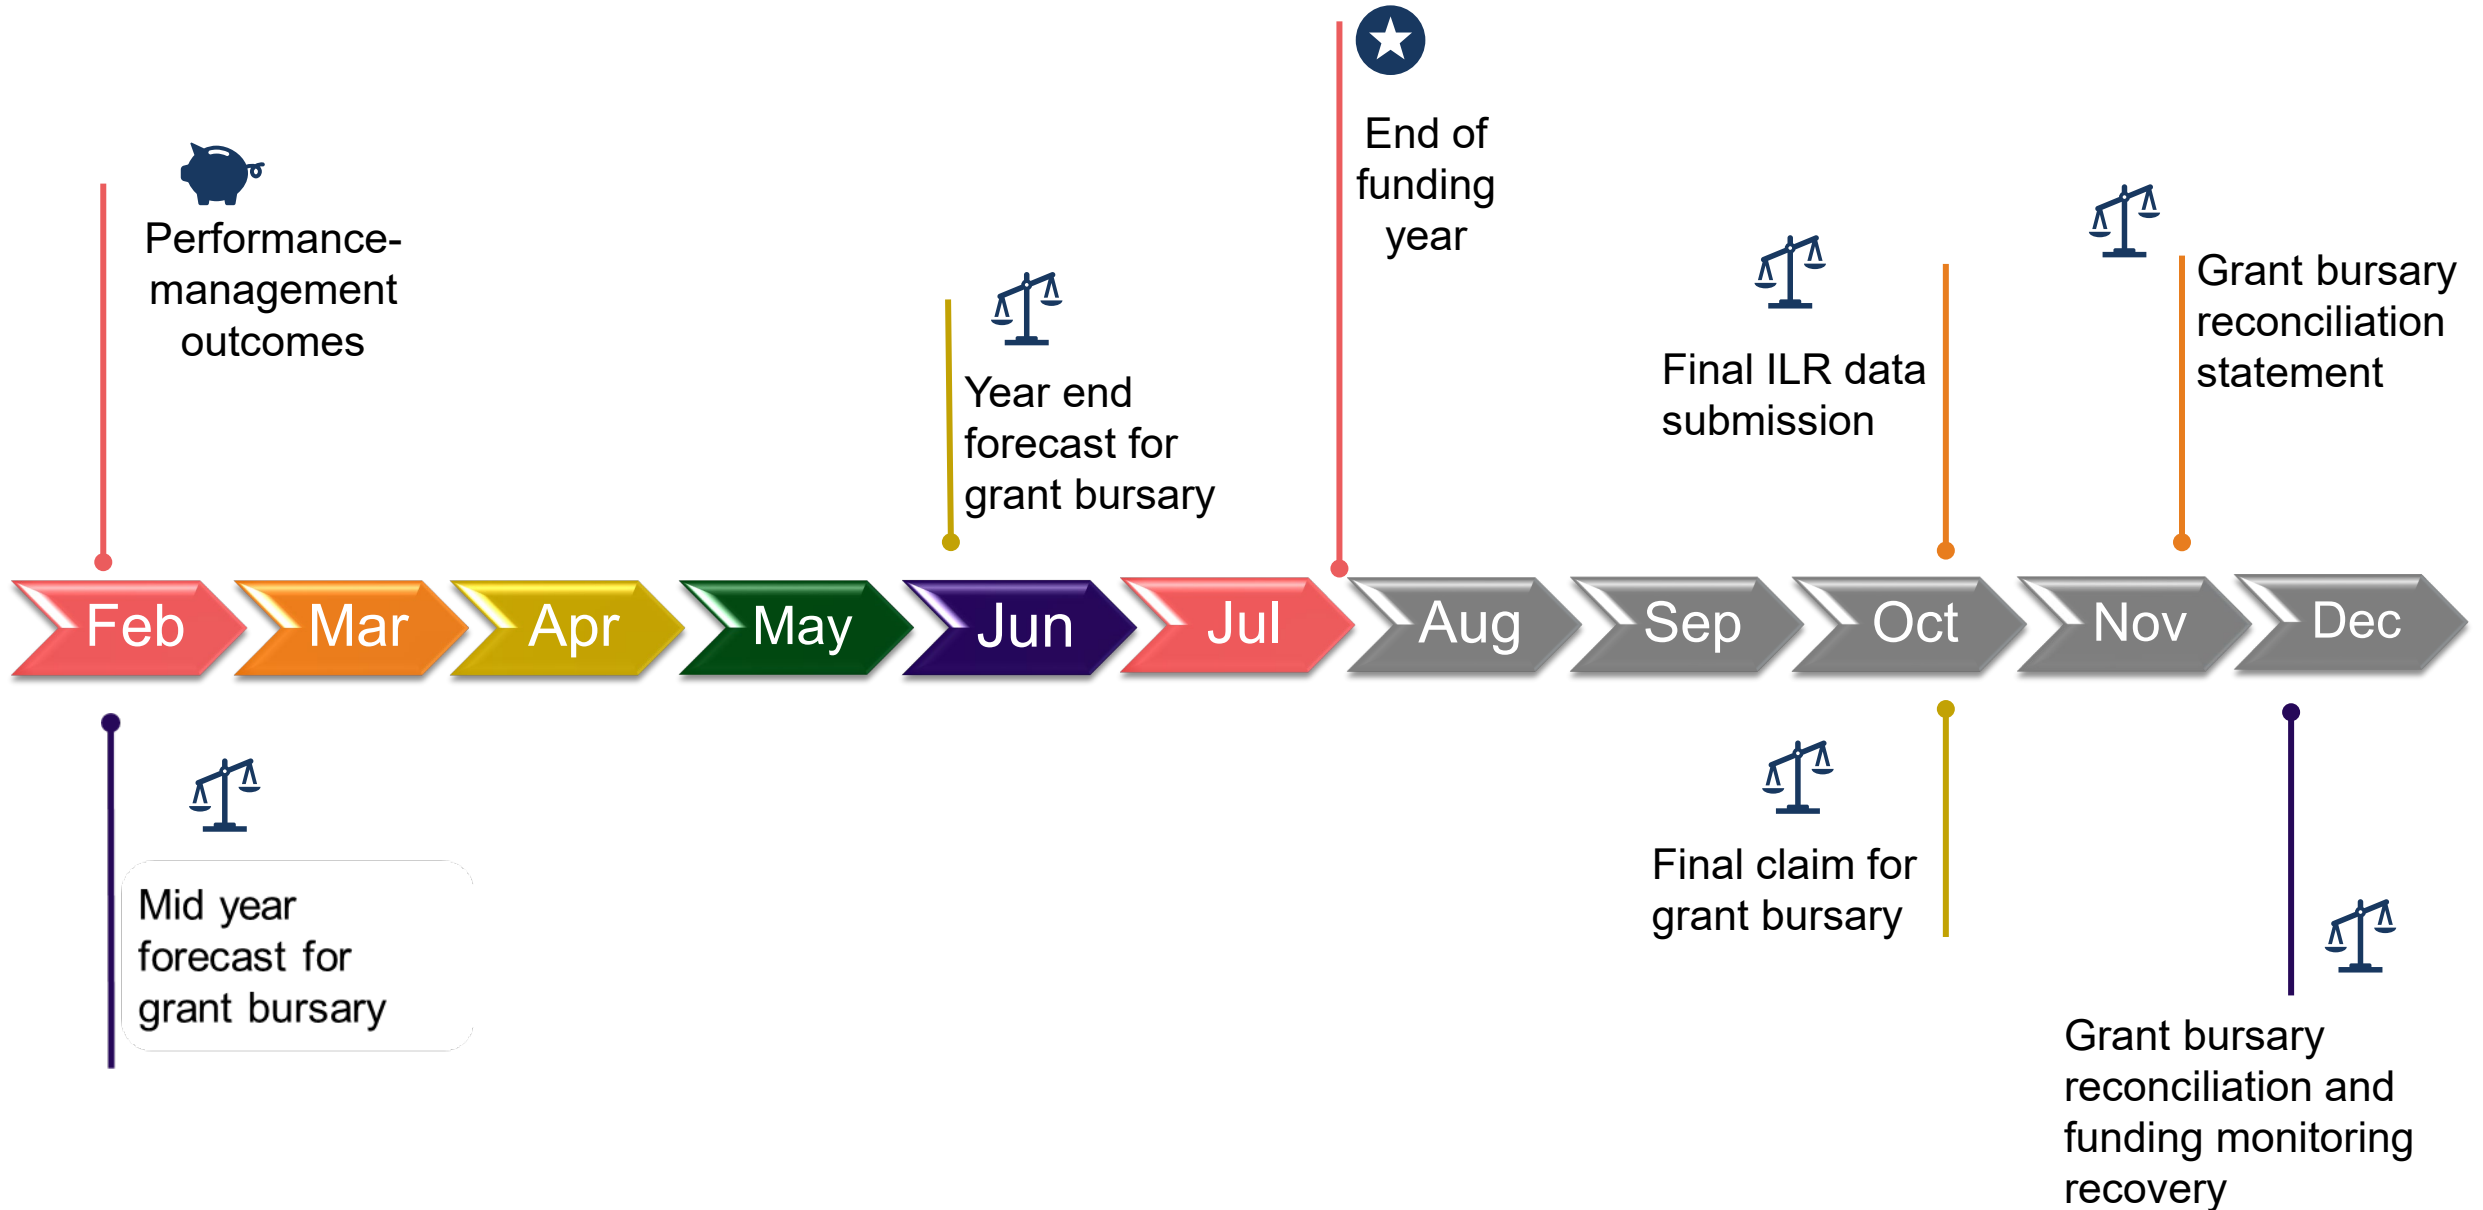 Performance-
management
outcomes
Year end
forecast for
grant bursary
End of
funding
year
Final ILR data
submission
Grant bursary
reconciliation
statement
Feb
Mar
Apr
May
Jun
Jul
Aug
Sep
Oct
Nov
Dec
Mid year
forecast for
grant bursary
Final claim for
grant bursary
Grant bursary
reconciliation and
funding monitoring
recovery